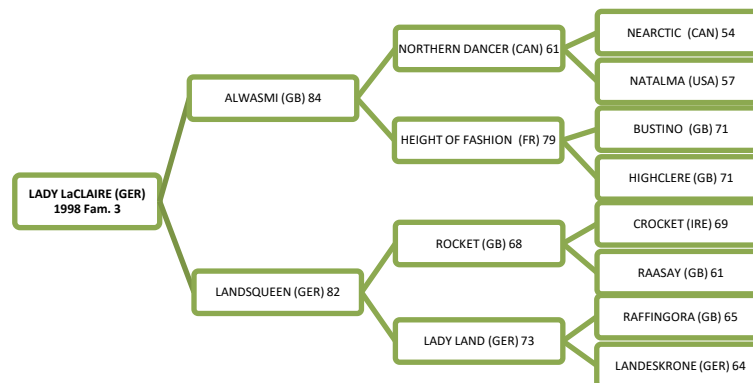 LADY LaCLAIRE (GER)
1998 Fam. 3
ALWASMI (GB) 84
LANDSQUEEN (GER) 82
NORTHERN DANCER (CAN) 61
HEIGHT OF FASHION (FR) 79
ROCKET (GB) 68
LADY LAND (GER) 73
NEARCTIC (CAN) 54
NATALMA (USA) 57
BUSTINO (GB) 71
HIGHCLERE (GB) 71
CROCKET (IRE) 69
RAASAY (GB) 61
RAFFINGORA (GB) 65
LANDESKRONE (GER) 64